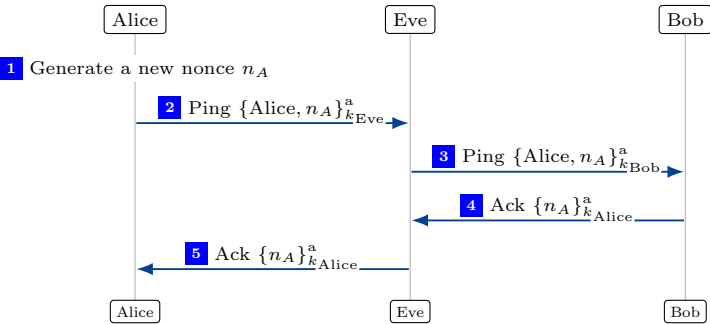 Alice Eve Bob
1 Generate a new nonce n_A
2 Ping {Alice, n_A}^a_{k_Eve}
3 Ping {Alice, n_A}^a_{k_Bob}
4 Ack {n_A}^a_{k_Alice}
5 Ack {n_A}^a_{k_Alice}
Alice Eve Bob